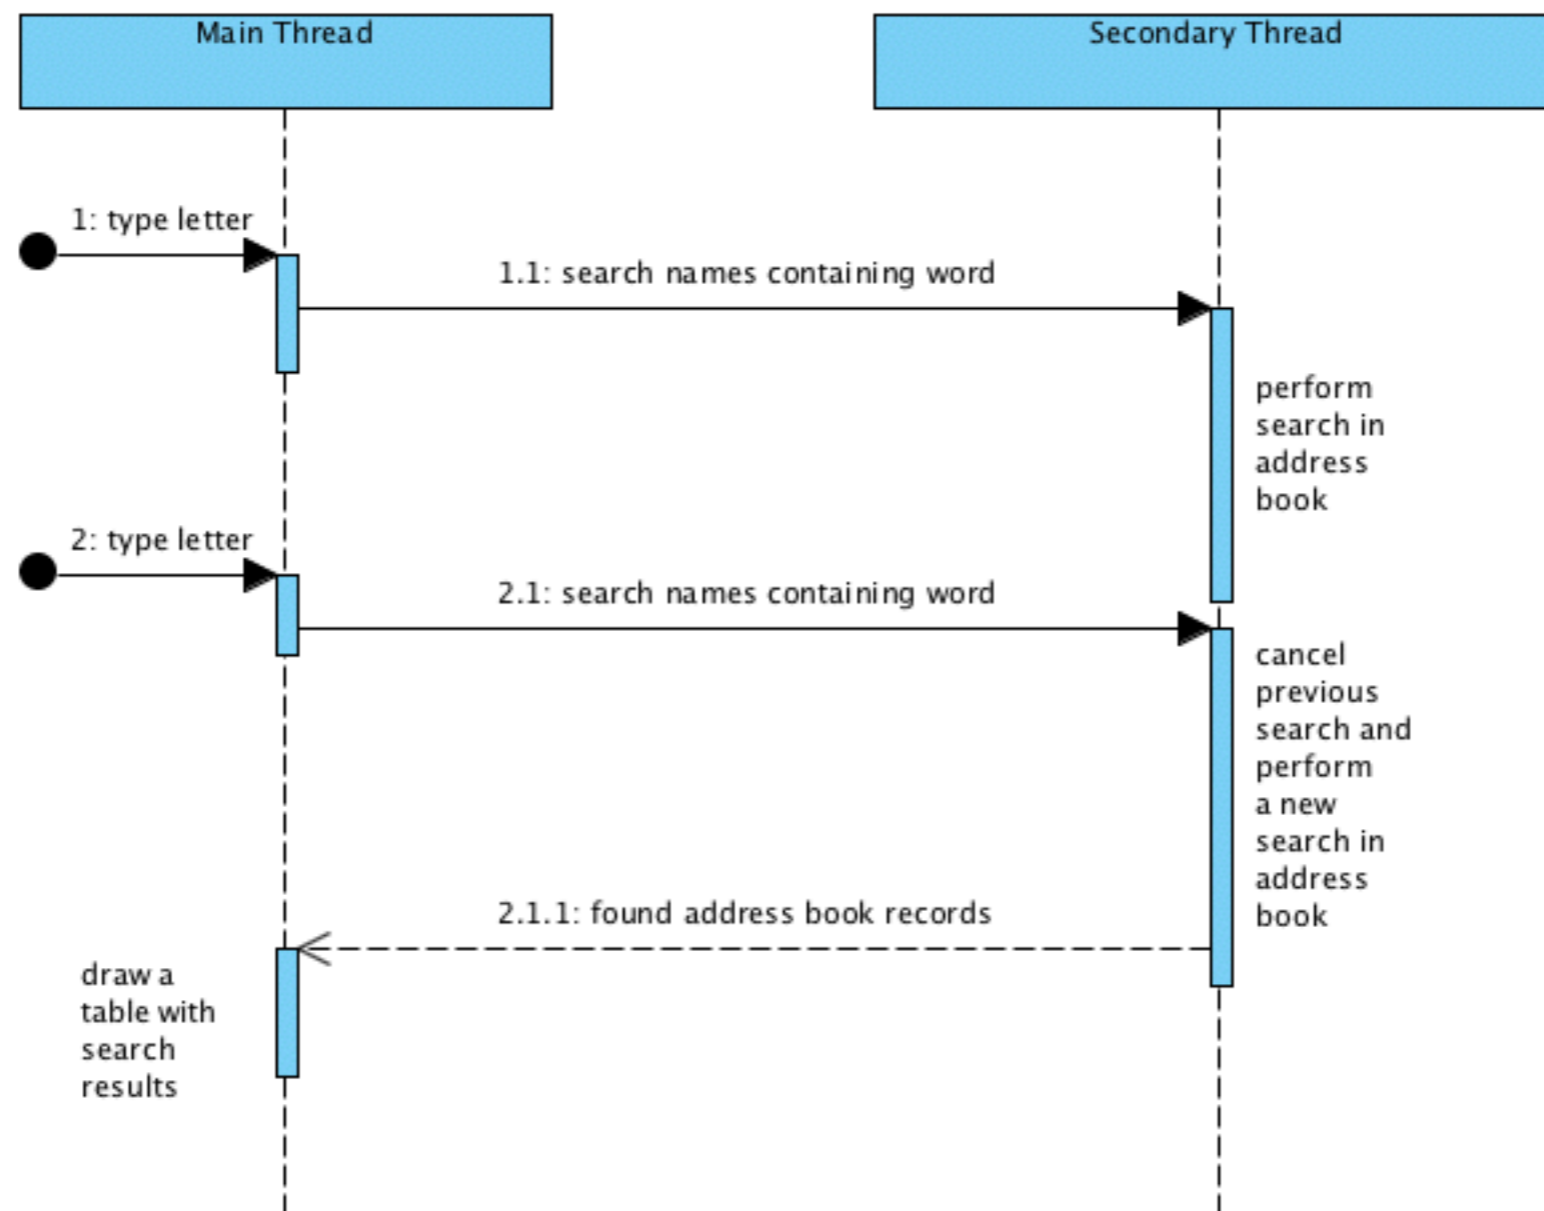 Main Thread
Secondary Thread
1: type letter
1.1: search names containing word
perform
search in
address
book
2: type letter
2.1: search names containing word
cancel
previous
search and
perform
a new
search in
address
book
2.1.1: found address book records
draw a
table with
search
results